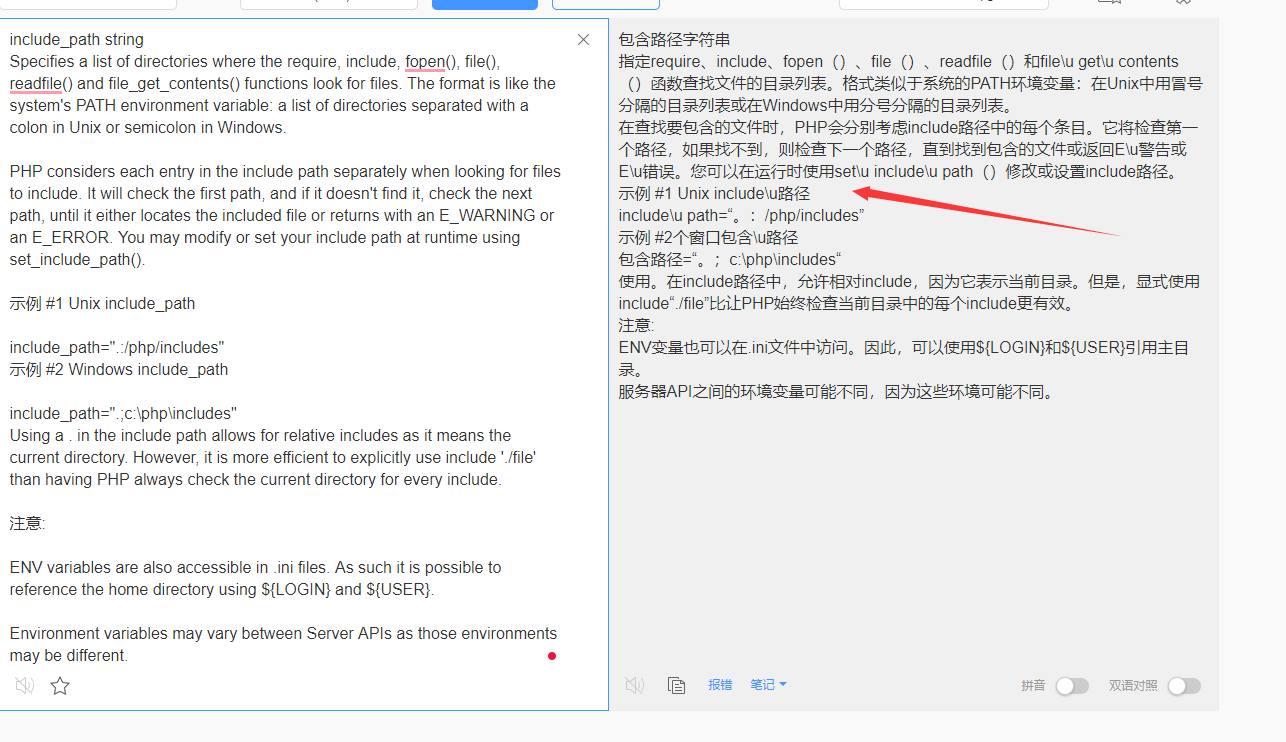 include_path string
Specifies a list of directories where the require, include, fopen(), file(),
readfile() and file_get_contents() functions look for files. The format is like the
system's PATH environment variable: a list of directories separated with a
colon in Unix or semicolon in Windows.
PHP considers each entry in the include path separately when looking for files
to include. It will check the first path, and if it doesn't find it, check the next
path, until it either locates the included file or returns with an E_WARNING or
an E_ERROR. You may modify or set your include path at runtime using
set_include_path().
示例 #1 Unix include_path
include_path=".:/php/includes"
示例 #2 Windows include_path
include_path=".;c:\php\includes"
Using a . in the include path allows for relative includes as it means the
current directory. However, it is more efficient to explicitly use include './file'
than having PHP always check the current directory for every include.
注意:
ENV variables are also accessible in .ini files. As such it is possible to
reference the home directory using ${LOGIN} and ${USER}.
Environment variables may vary between Server APIs as those environments
may be different.
包含路径字符串
指定require、include、fopen（）、file（）、readfile（）和file\u get\u contents
（）函数查找文件的目录列表。格式类似于系统的PATH环境变量：在Unix中用冒号
分隔的目录列表或在Windows中用分号分隔的目录列表。
在查找要包含的文件时，PHP会分别考虑include路径中的每个条目。它将检查第一
个路径，如果找不到，则检查下一个路径，直到找到包含的文件或返回E\u警告或
E\u错误。您可以在运行时使用set\u include\u path（）修改或设置include路径。
示例 #1 Unix include\u路径
include\u path=“。：/php/includes”
示例 #2个窗口包含\u路径
包含路径=“。；c:\php\includes“
使用。在include路径中，允许相对include，因为它表示当前目录。但是，显式使用
include“./file”比让PHP始终检查当前目录中的每个include更有效。
注意:
ENV变量也可以在.ini文件中访问。因此，可以使用${LOGIN}和${USER}引用主目
录。
服务器API之间的环境变量可能不同，因为这些环境可能不同。
报错 笔记 拼音 双语对照